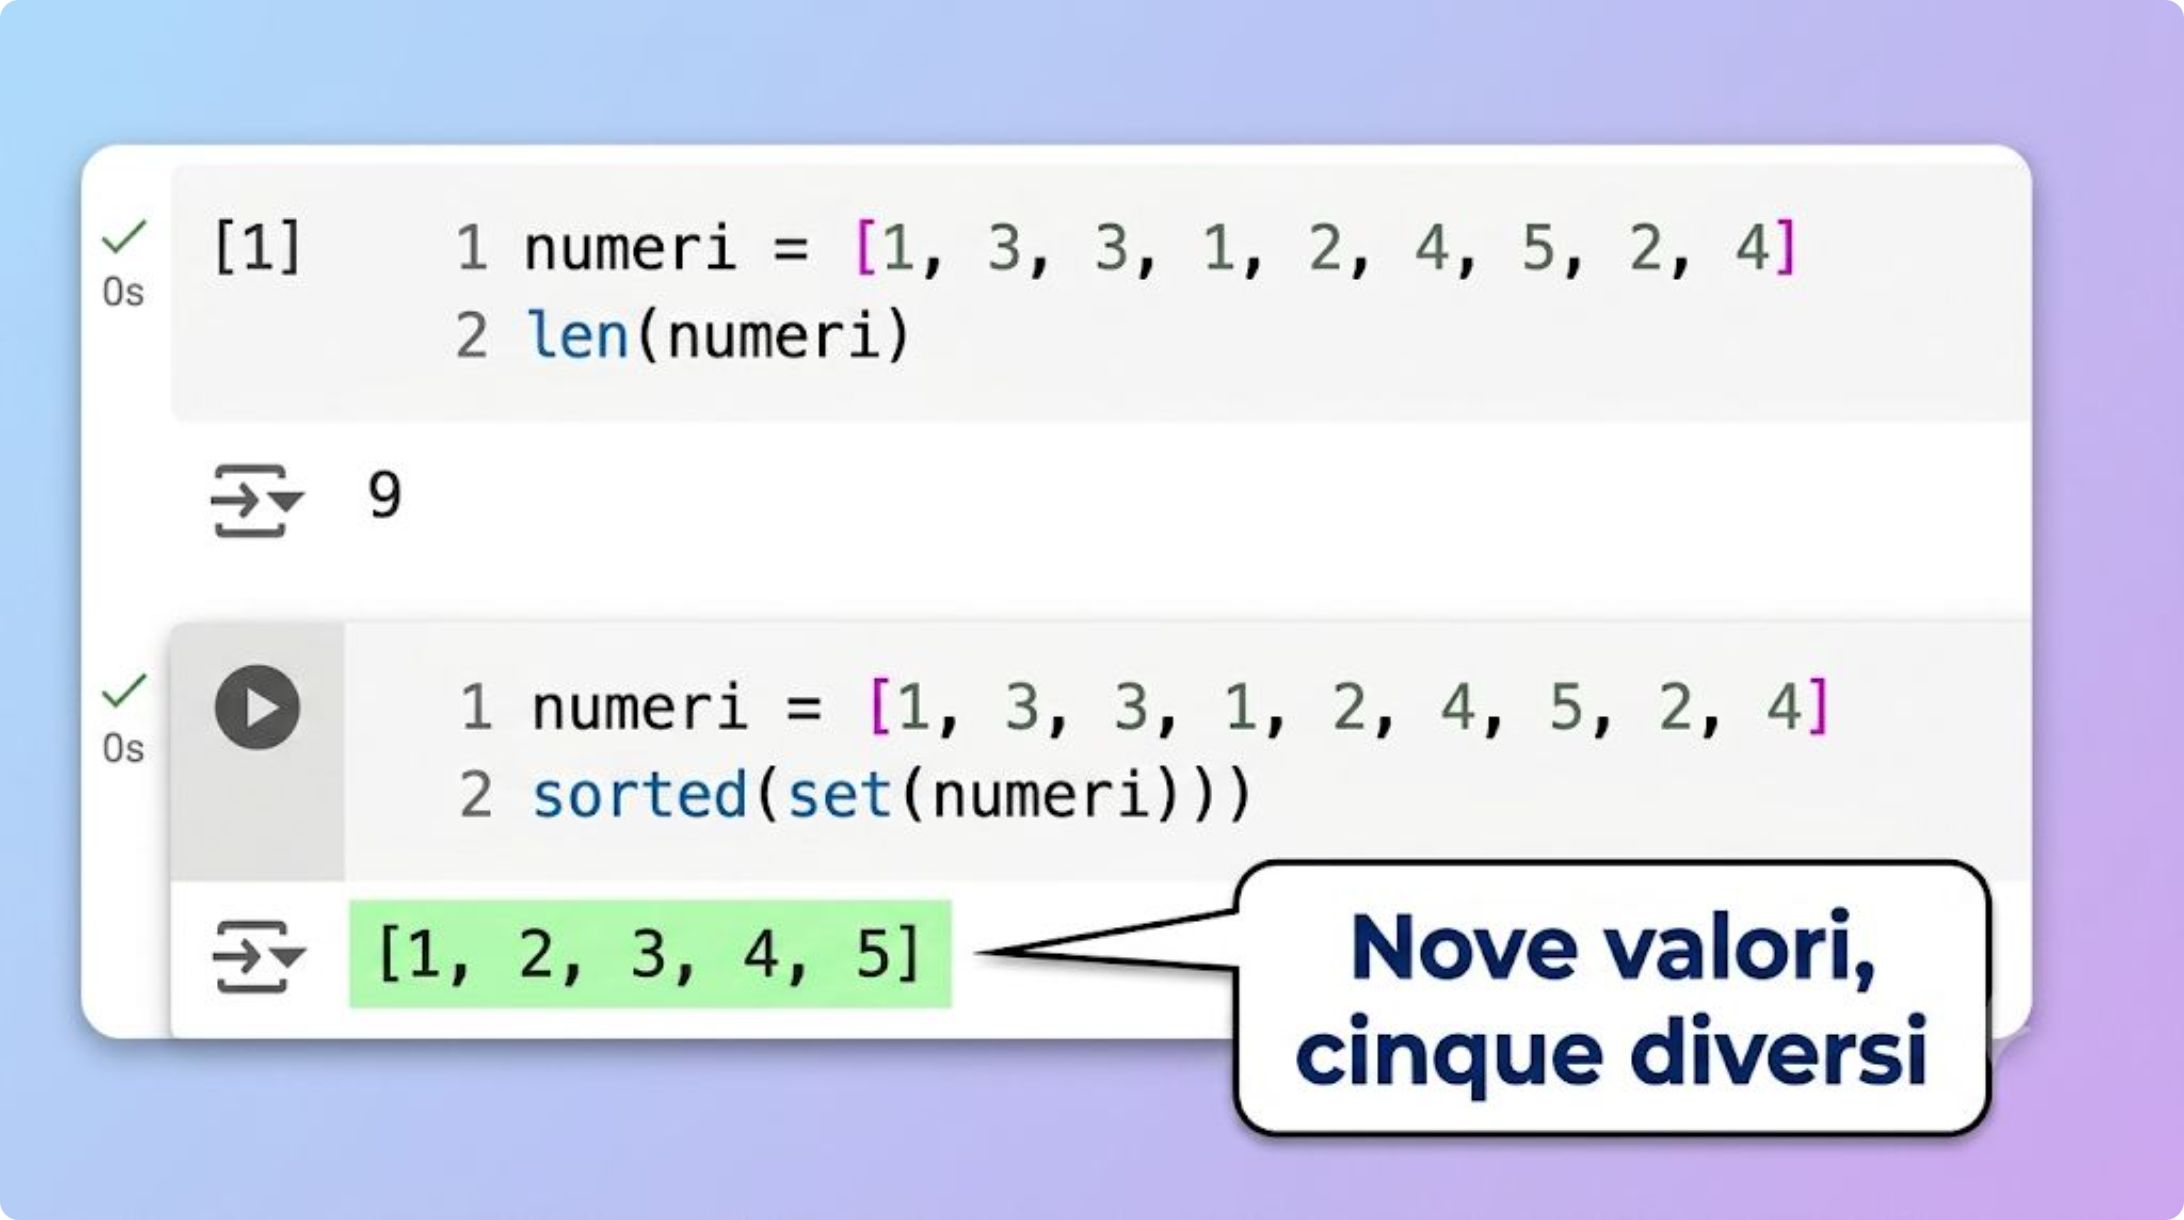 [1] 1 numeri = [1, 3, 3, 1, 2, 4, 5, 2, 4]
0s
2 len(numeri)
9
1 numeri = [1, 3, 3, 1, 2, 4, 5, 2, 4]
0s
2 sorted(set(numeri)))
[1, 2, 3, 4, 5]
Nove valori,
cinque diversi